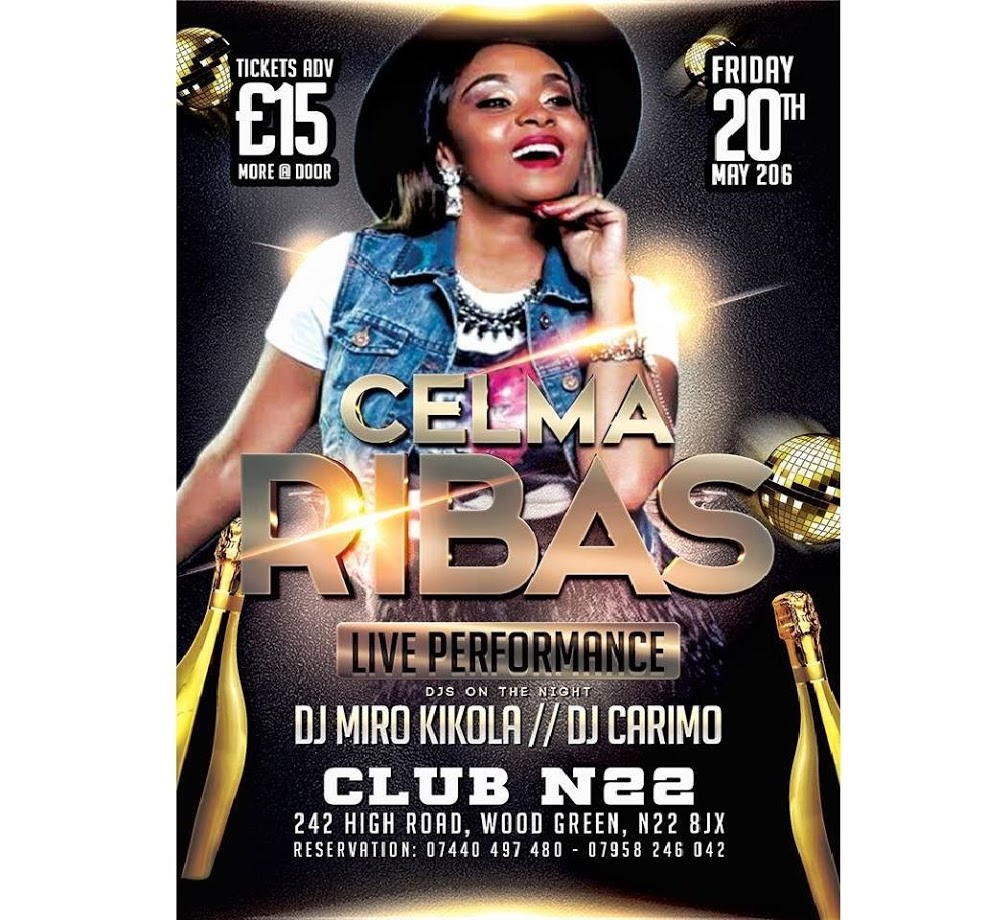 TICKETS ADV
£15
MORE @ DOOR
FRIDAY
20TH
MAY 206
CELMA
RIBAS
LIVE PERFORMANCE
DJS ON THE NIGHT
DJ MIRO KIKOLA // DJ CARIMO
CLUB N22
242 HIGH ROAD, WOOD GREEN, N22 8JX
RESERVATION: 07440 497 480 - 07958 246 042